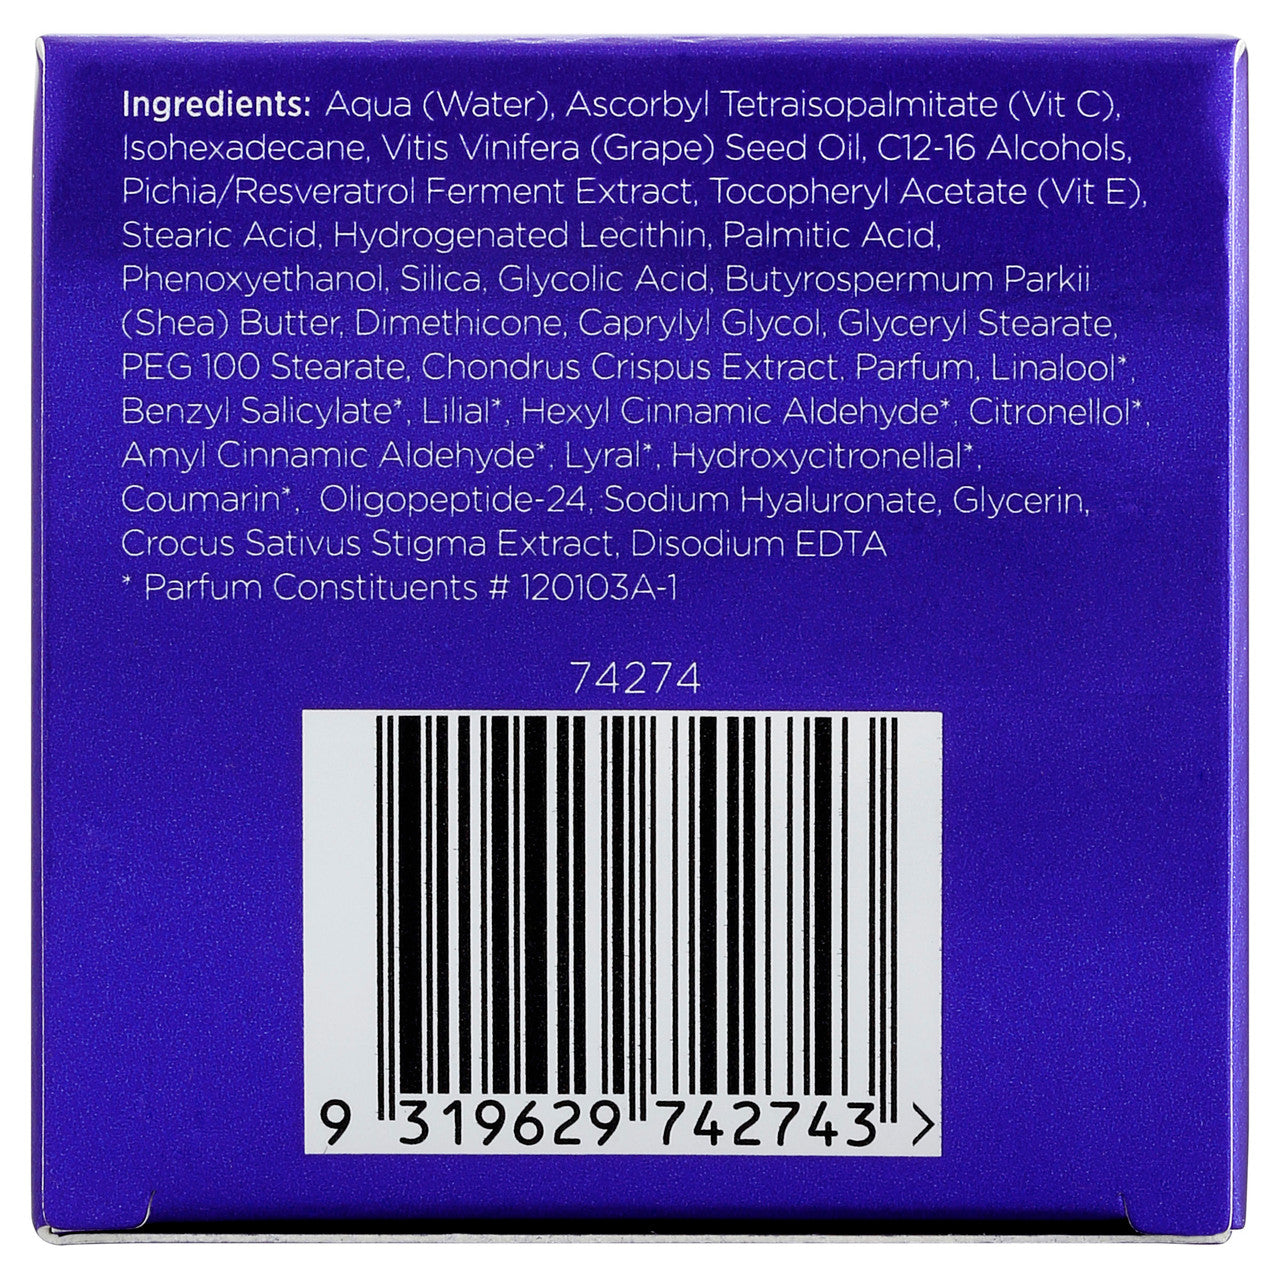 Ingredients: Aqua (Water), Ascorbyl Tetraisopalmitate (Vit C),
Isohexadecane, Vitis Vinifera (Grape) Seed Oil, C12-16 Alcohols,
Pichia/Resveratrol Ferment Extract, Tocopheryl Acetate (Vit E),
Stearic Acid, Hydrogenated Lecithin, Palmitic Acid,
Phenoxyethanol, Silica, Glycolic Acid, Butyrospermum Parkii
(Shea) Butter, Dimethicone, Caprylyl Glycol, Glyceryl Stearate,
PEG 100 Stearate, Chondrus Crispus Extract, Parfum, Linalool*,
Benzyl Salicylate*, Lilial*, Hexyl Cinnamic Aldehyde*, Citronellol*,
Amyl Cinnamic Aldehyde*, Lyral*, Hydroxycitronellal*,
Coumarin*, Oligopeptide-24, Sodium Hyaluronate, Glycerin,
Crocus Sativus Stigma Extract, Disodium EDTA
* Parfum Constituents # 120103A-1
74274
9 319629 742743 >